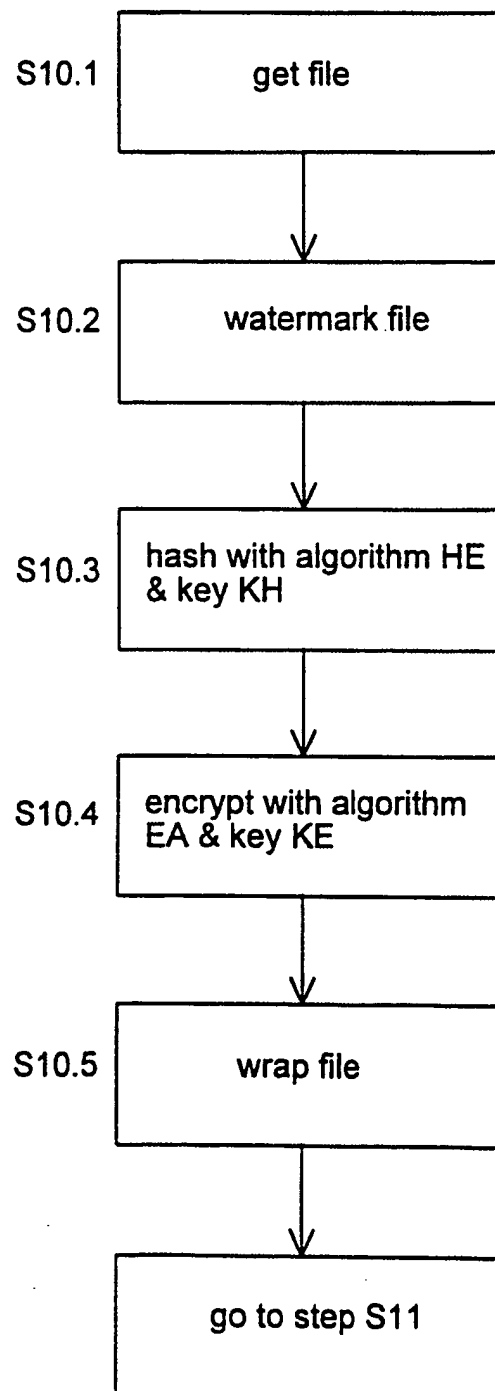 S10.1
get file
S10.2
watermark file
S10.3
hash with algorithm HE
& key KH
S10.4
encrypt with algorithm
EA & key KE
S10.5
wrap file
go to step S11